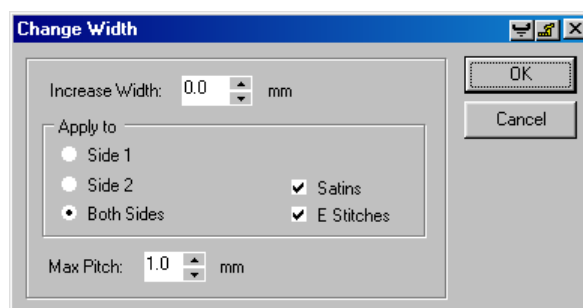 Change Width
Increase Width: 0.0 mm
OK
Cancel
Apply to
Side 1
Side 2
Both Sides
Satins
E Stitches
Max Pitch: 1.0 mm